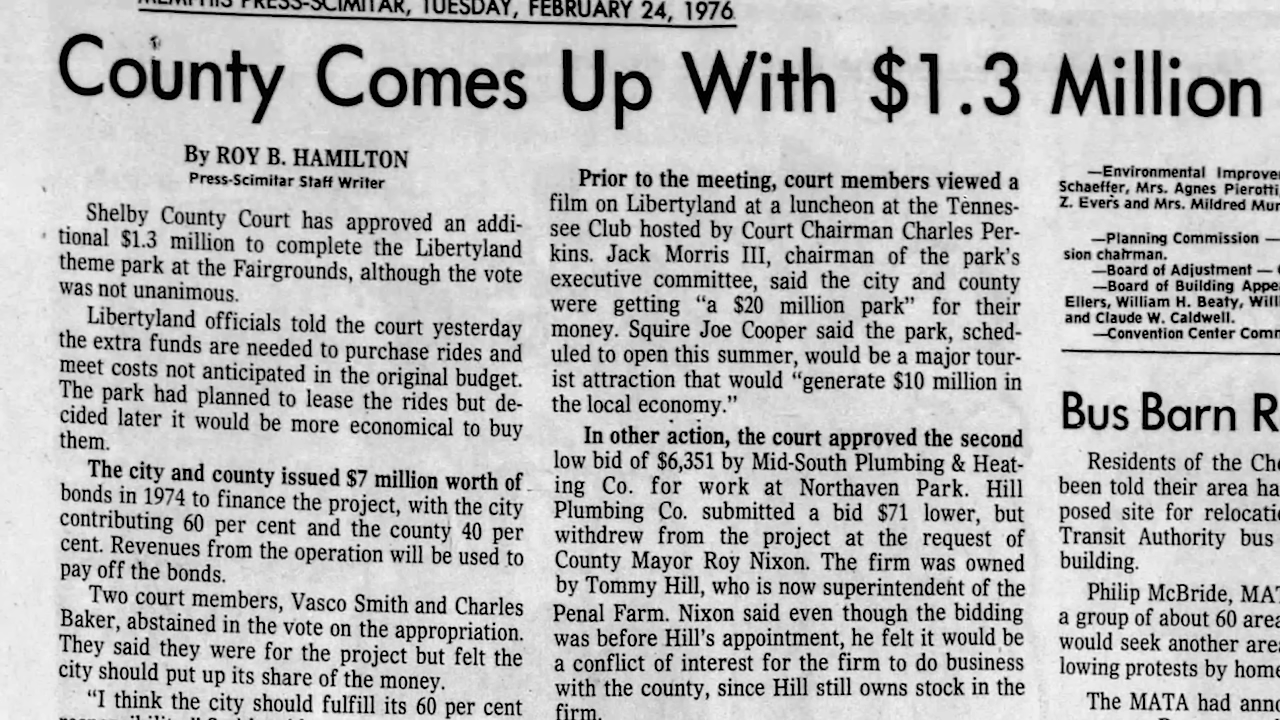 MEMPHIS PRESS-SCIMITAR, TUESDAY, FEBRUARY 24, 1976
County Comes Up With $1.3 Million
By ROY B. HAMILTON
Press-Scimitar Staff Writer
Shelby County Court has approved an addi-
tional $1.3 million to complete the Libertyland
theme park at the Fairgrounds, although the vote
was not unanimous.
Libertyland officials told the court yesterday
the extra funds are needed to purchase rides and
meet costs not anticipated in the original budget.
The park had planned to lease the rides but de-
cided later it would be more economical to buy
them.
The city and county issued $7 million worth of
bonds in 1974 to finance the project, with the city
contributing 60 per cent and the county 40 per
cent. Revenues from the operation will be used to
pay off the bonds.
Two court members, Vasco Smith and Charles
Baker, abstained in the vote on the appropriation.
They said they were for the project but felt the
city should put up its share of the money.
"I think the city should fulfill its 60 per cent
Prior to the meeting, court members viewed a
film on Libertyland at a luncheon at the Tennes-
see Club hosted by Court Chairman Charles Per-
kins. Jack Morris III, chairman of the park's
executive committee, said the city and county
were getting "a $20 million park" for their
money. Squire Joe Cooper said the park, sched-
uled to open this summer, would be a major tour-
ist attraction that would "generate $10 million in
the local economy."
In other action, the court approved the second
low bid of $6,351 by Mid-South Plumbing & Heat-
ing Co. for work at Northaven Park. Hill
Plumbing Co. submitted a bid $71 lower, but
withdrew from the project at the request of
County Mayor Roy Nixon. The firm was owned
by Tommy Hill, who is now superintendent of the
Penal Farm. Nixon said even though the bidding
was before Hill's appointment, he felt it would be
a conflict of interest for the firm to do business
with the county, since Hill still owns stock in the
firm.
—Environmental Improve
Schaeffer, Mrs. Agnes Pierotti
Z. Evers and Mrs. Mildred Mur
—Planning Commission —
sion chairman.
—Board of Adjustment —
—Board of Building Appe
Ellers, William H. Beaty, Will
and Claude W. Caldwell.
—Convention Center Comm
Bus Barn R
Residents of the Che
been told their area ha
posed site for relocatio
Transit Authority bus
building.
Philip McBride, MAT
a group of about 60 area
would seek another area
lowing protests by home
The MATA had anno